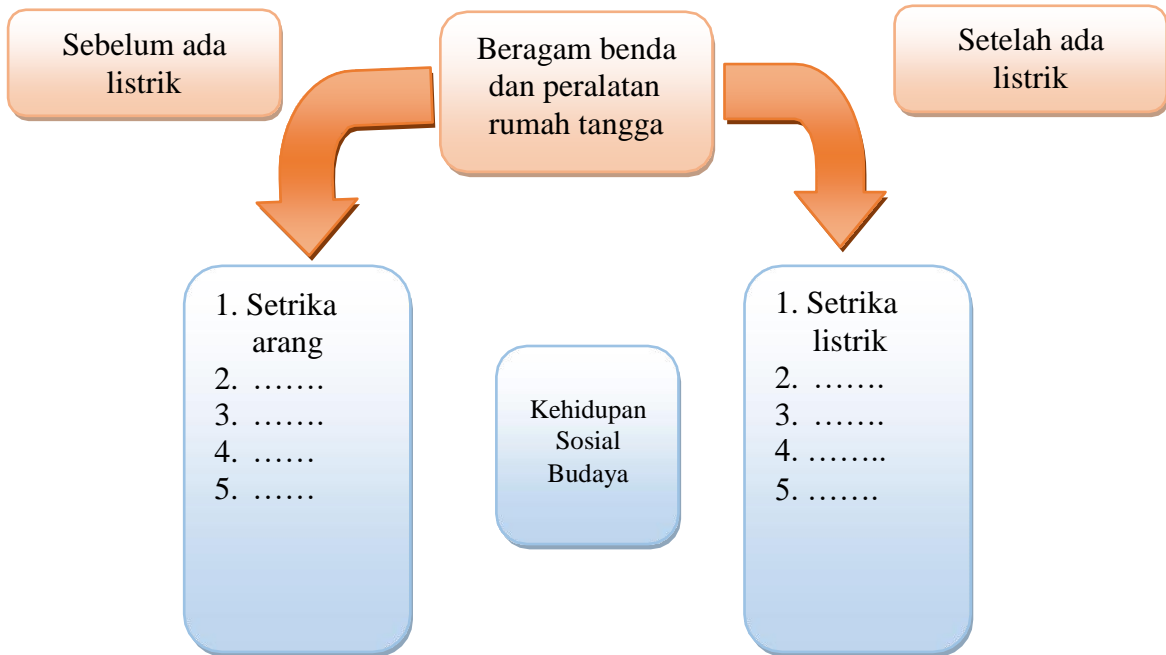 Sebelum ada
listrik
Beragam benda
dan peralatan
rumah tangga
Setelah ada
listrik
1. Setrika
arang
2. …….
3. …….
4. ……
5. ……
Kehidupan
Sosial
Budaya
1. Setrika
listrik
2. …….
3. …….
4. ……..
5. …….